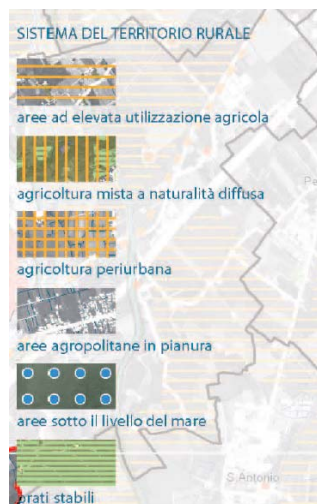 SISTEMA DEL TERRITORIO RURALE
aree ad elevata utilizzazione agricola
agricoltura mista a naturalità diffusa
agricoltura periurbana
aree agropolitane in pianura
aree sotto il livello del mare
S.Antonio
prati stabili